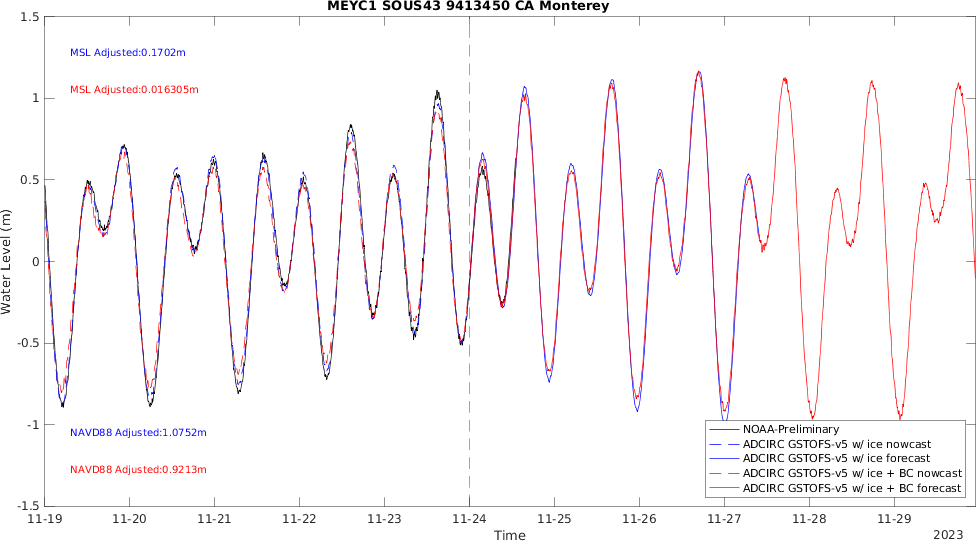 MEYC1 SOUS43 9413450 CA Monterey
1.5
MSL Adjusted:0.1702m
MSL Adjusted:0.016305m
1
0.5
Water Level (m)
0
-0.5
-1
NAVD88 Adjusted:1.0752m
NAVD88 Adjusted:0.9213m
NOAA-Preliminary
ADCIRC GSTOFS-v5 w/ ice nowcast
ADCIRC GSTOFS-v5 w/ ice forecast
ADCIRC GSTOFS-v5 w/ ice + BC nowcast
ADCIRC GSTOFS-v5 w/ ice + BC forecast
-1.5
11-19 11-20 11-21 11-22 11-23 11-24 11-25 11-26 11-27 11-28 11-29
Time
2023